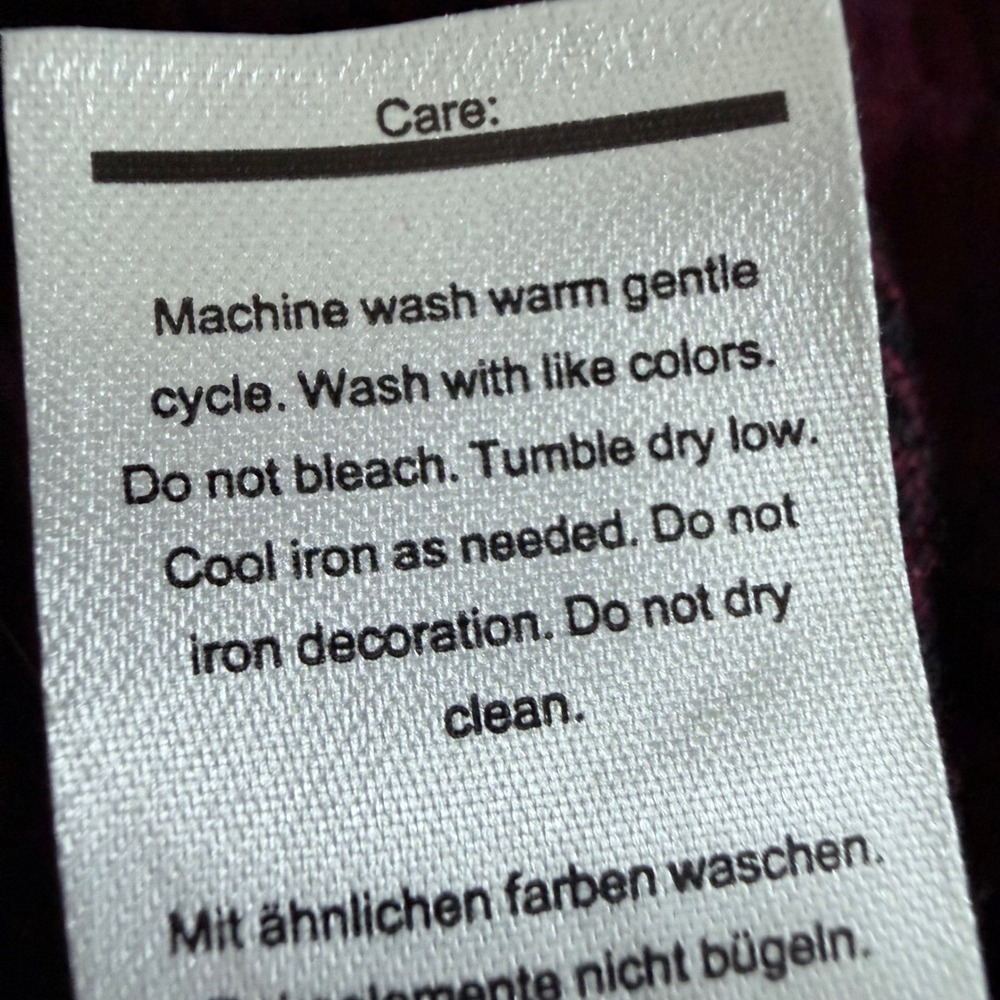 Care:
Machine wash warm gentle
cycle. Wash with like colors.
Do not bleach. Tumble dry low.
Cool iron as needed. Do not
iron decoration. Do not dry
clean.
Mit ähnlichen farben waschen.
nicht bügeln.